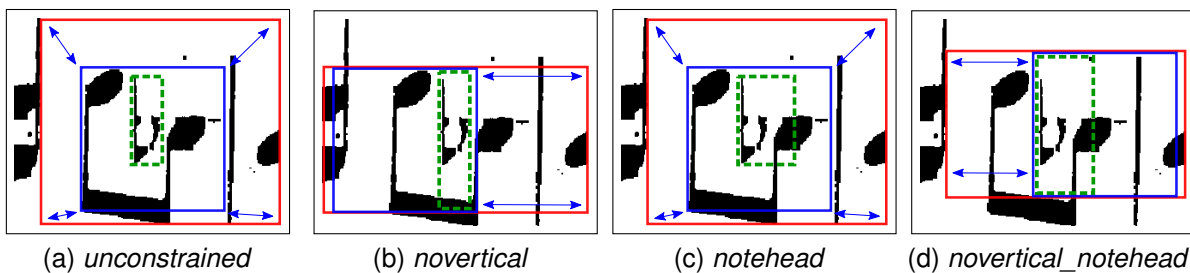 (a) unconstrained
(b) novertical
(c) notehead
(d) novertical_notehead